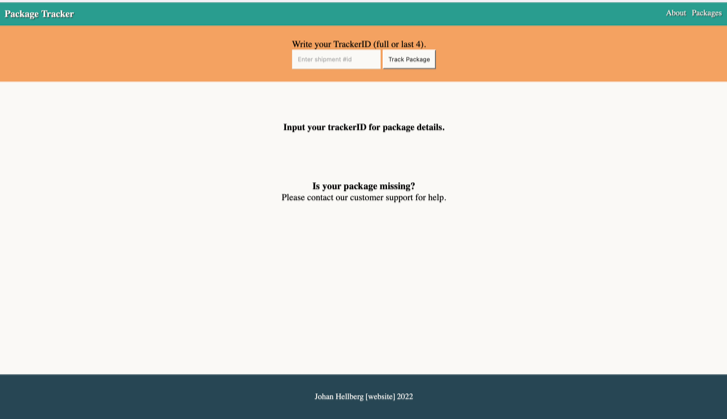 Package Tracker
About Packages
Write your TrackerID (full or last 4).
Enter shipment #id
Track Package
Input your trackerID for package details.
Is your package missing?
Please contact our customer support for help.
Johan Hellberg [website] 2022